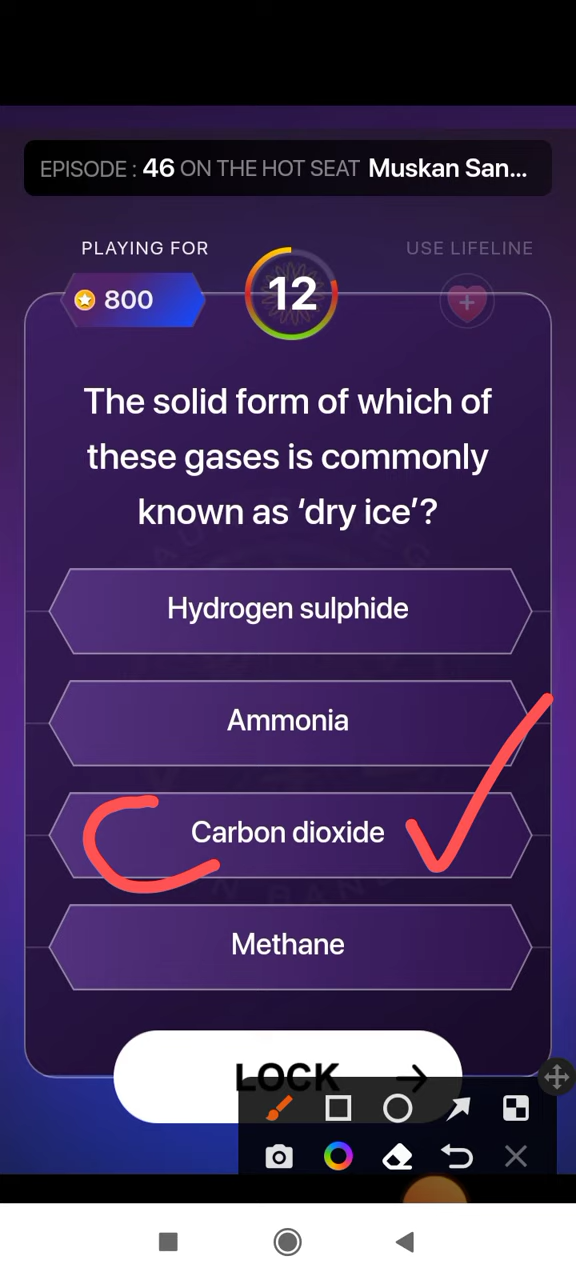 EPISODE : 46 ON THE HOT SEAT Muskan San...
PLAYING FOR
USE LIFELINE
800
12
The solid form of which of
these gases is commonly
known as ‘dry ice’?
Hydrogen sulphide
Ammonia
Carbon dioxide
C
Methane
LOCK